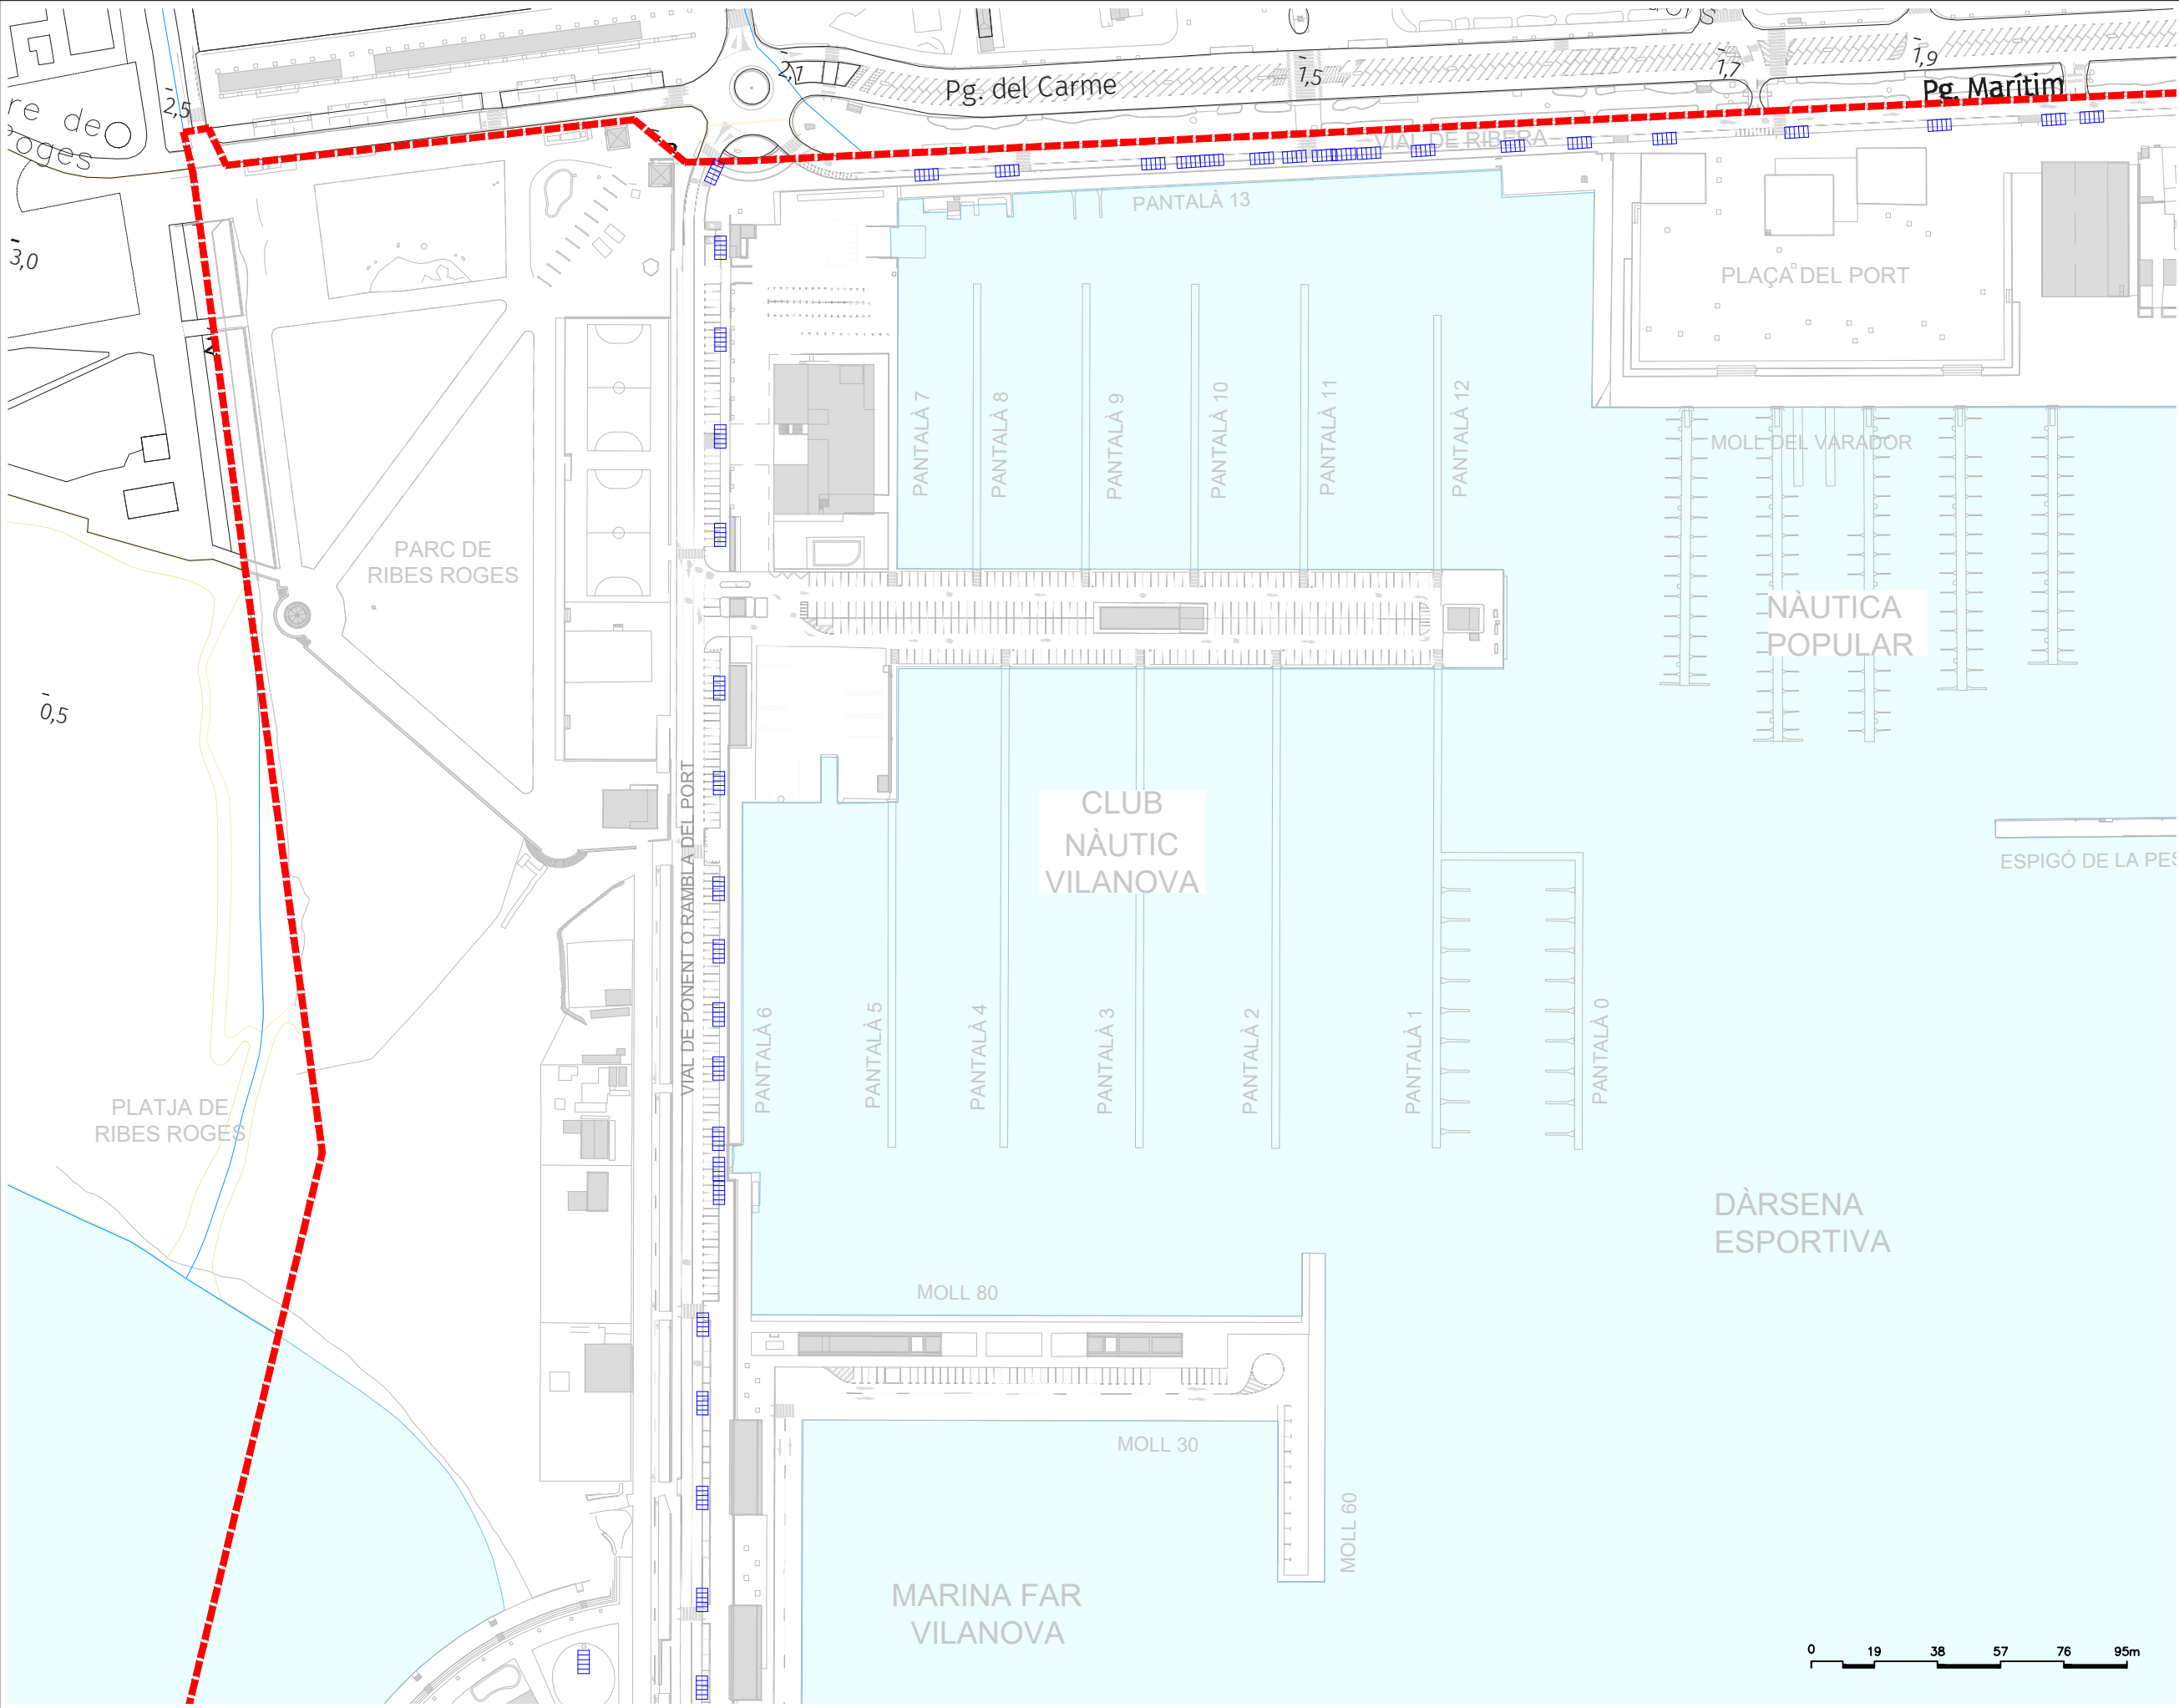 2,5
2,1
Pg. del Carme
1,5
1,7
1,9
Pg. Marítim
re de
oges
VIAL DE RIBERA
PANTALÀ 13
3,0
PLAÇA DEL PORT
PANTALÀ 7
PANTALÀ 8
PANTALÀ 9
PANTALÀ 10
PANTALÀ 11
PANTALÀ 12
MOLL DEL VARADOR
PARC DE
RIBES ROGES
NÀUTICA
POPULAR
0,5
CLUB
NÀUTIC
VILANOVA
ESPIGÓ DE LA PES
VIAL DE PONENT O RAMBLA DEL PORT
PANTALÀ 6
PANTALÀ 5
PANTALÀ 4
PANTALÀ 3
PANTALÀ 2
PANTALÀ 1
PANTALÀ 0
PLATJA DE
RIBES ROGES
DÀRSENA
ESPORTIVA
MOLL 80
MOLL 30
MOLL 60
MARINA FAR
VILANOVA
0 19 38 57 76 95m